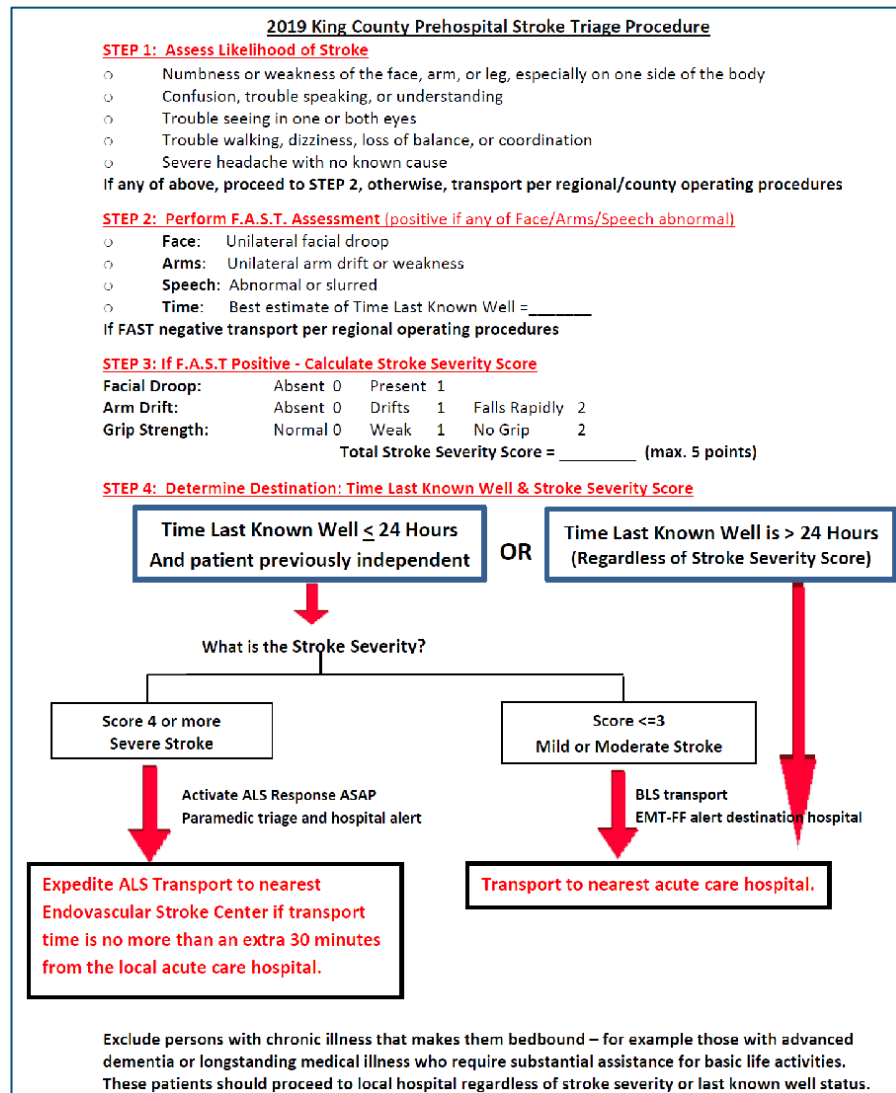 2019 King County Prehospital Stroke Triage Procedure
STEP 1: Assess Likelihood of Stroke
o Numbness or weakness of the face, arm, or leg, especially on one side of the body
o Confusion, trouble speaking, or understanding
o Trouble seeing in one or both eyes
o Trouble walking, dizziness, loss of balance, or coordination
o Severe headache with no known cause
If any of above, proceed to STEP 2, otherwise, transport per regional/county operating procedures
STEP 2: Perform F.A.S.T. Assessment (positive if any of Face/Arms/Speech abnormal)
o Face: Unilateral facial droop
o Arms: Unilateral arm drift or weakness
o Speech: Abnormal or slurred
o Time: Best estimate of Time Last Known Well =_______
If FAST negative transport per regional operating procedures
STEP 3: If F.A.S.T Positive - Calculate Stroke Severity Score
Facial Droop: Absent 0 Present 1
Arm Drift: Absent 0 Drifts 1 Falls Rapidly 2
Grip Strength: Normal 0 Weak 1 No Grip 2
Total Stroke Severity Score = _________ (max. 5 points)
STEP 4: Determine Destination: Time Last Known Well & Stroke Severity Score
Time Last Known Well ≤ 24 Hours
And patient previously independent
OR
Time Last Known Well is > 24 Hours
(Regardless of Stroke Severity Score)
What is the Stroke Severity?
Score 4 or more
Severe Stroke
Score <=3
Mild or Moderate Stroke
Activate ALS Response ASAP
Paramedic triage and hospital alert
BLS transport
EMT-FF alert destination hospital
Expedite ALS Transport to nearest
Endovascular Stroke Center if transport
time is no more than an extra 30 minutes
from the local acute care hospital.
Transport to nearest acute care hospital.
Exclude persons with chronic illness that makes them bedbound – for example those with advanced
dementia or longstanding medical illness who require substantial assistance for basic life activities.
These patients should proceed to local hospital regardless of stroke severity or last known well status.